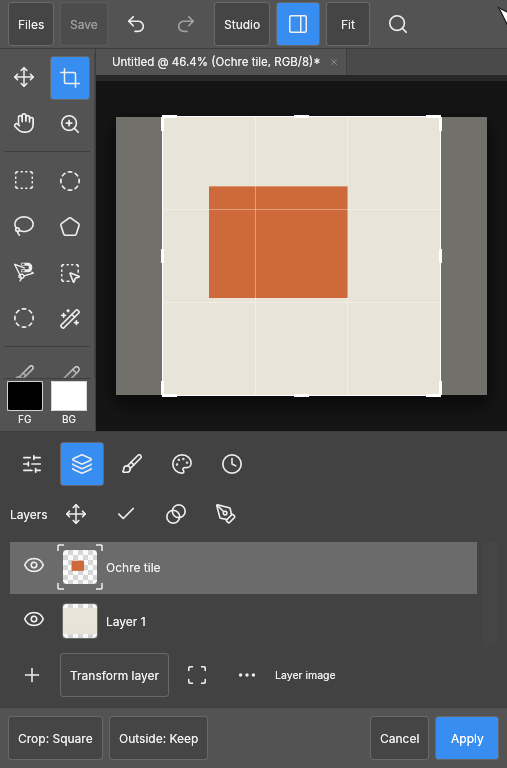 Files Save Studio Fit
Untitled @ 46.4% (Ochre tile, RGB/8)* ×
FG BG
Layers
Ochre tile
Layer 1
Transform layer Layer image
Crop: Square Outside: Keep Cancel Apply